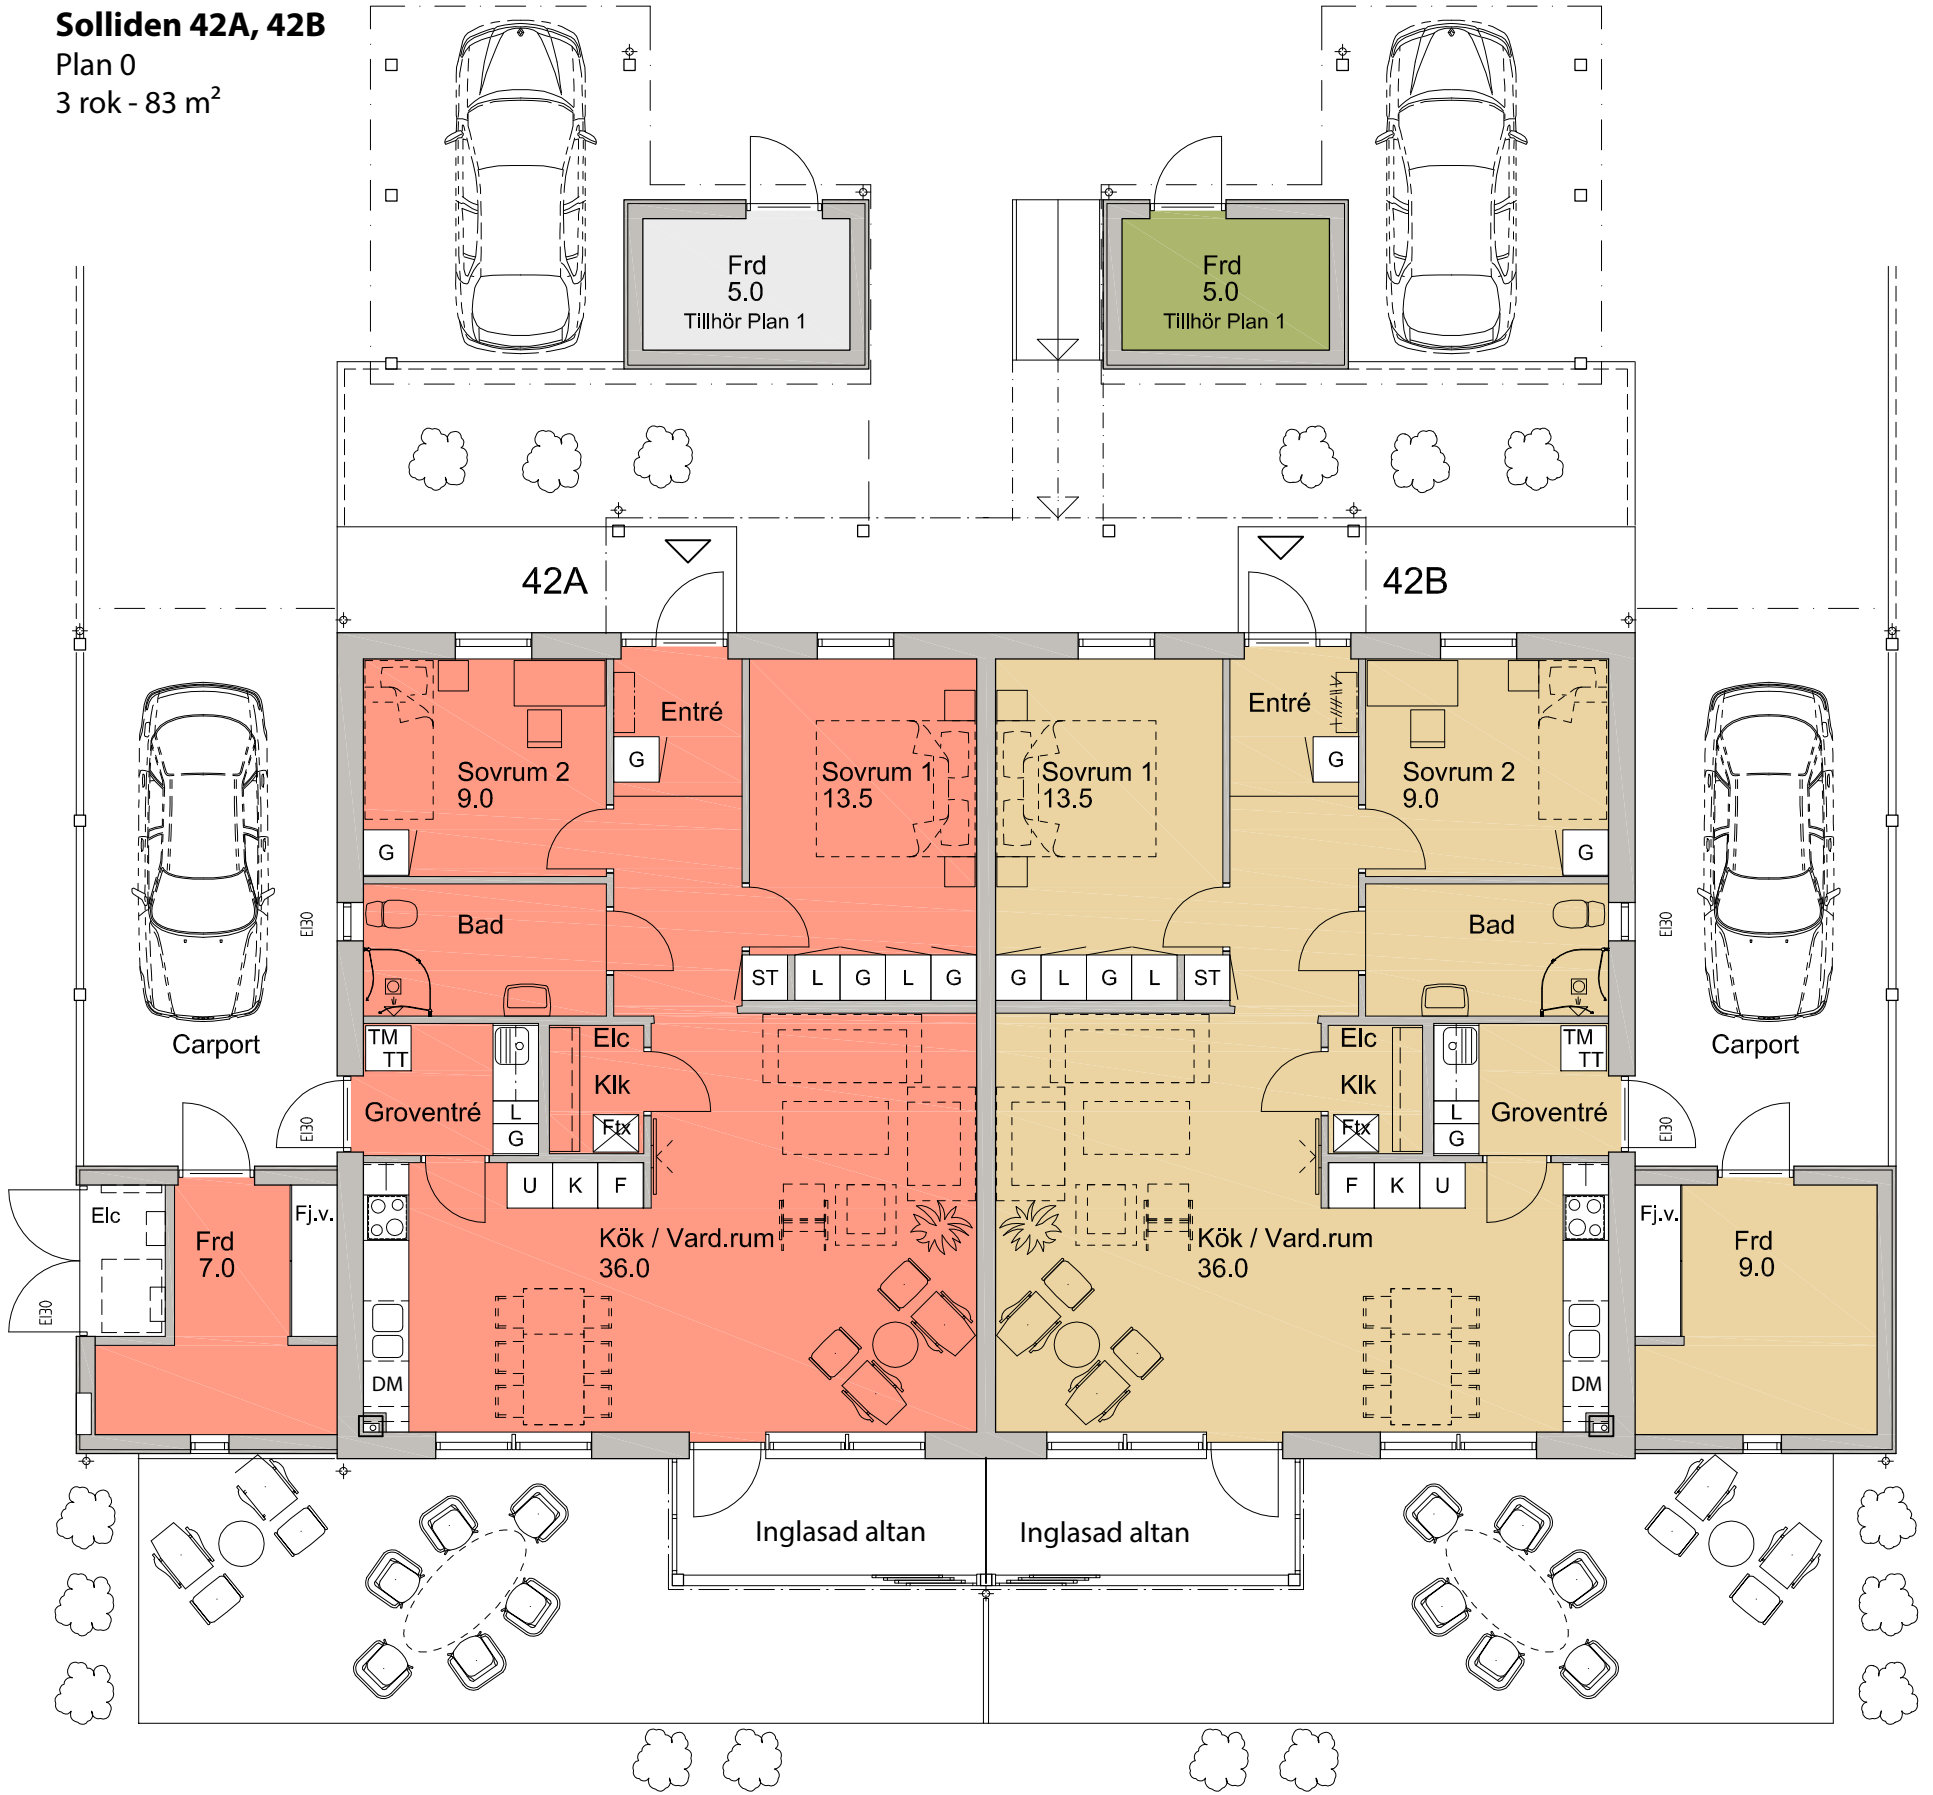 Solliden 42A, 42B
Plan 0
3 rok - 83 m²
Frd
5.0
Tillhör Plan 1
Frd
5.0
Tillhör Plan 1
42A
42B
Entré
G
Sovrum 2
9.0
G
Sovrum 1
13.5
Sovrum 1
13.5
Entré
G
Sovrum 2
9.0
G
EI30
Bad
ST L G L G
G L G L ST
Bad
EI30
Carport
TM
TT
Elc
Klk
Ftx
Groventré
L
G
EI30
Elc
Klk
Ftx
TM
TT
Groventré
L
G
EI30
Carport
U K F
F K U
Elc
EI30
Frd
7.0
Fj.v.
Kök / Vard.rum
36.0
DM
Kök / Vard.rum
36.0
DM
Fj.v.
Frd
9.0
Inglasad altan
Inglasad altan